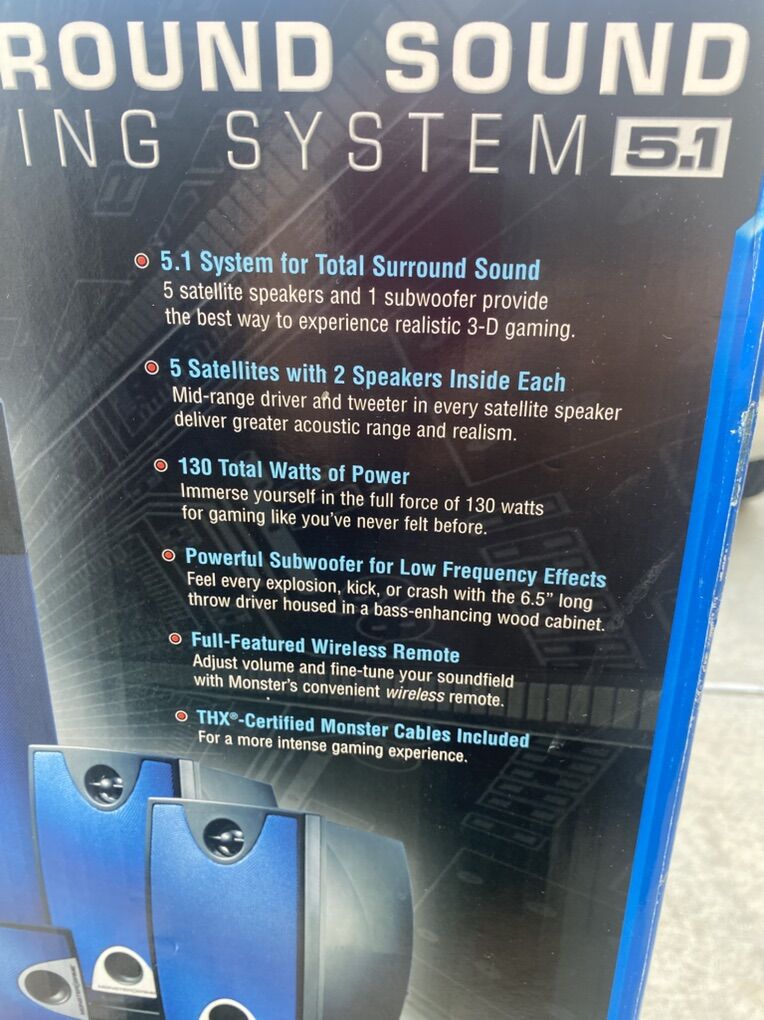 ROUND SOUND
ING SYSTEM 5.1
5.1 System for Total Surround Sound
5 satellite speakers and 1 subwoofer provide
the best way to experience realistic 3-D gaming.
5 Satellites with 2 Speakers Inside Each
Mid-range driver and tweeter in every satellite speaker
deliver greater acoustic range and realism.
130 Total Watts of Power
Immerse yourself in the full force of 130 watts
for gaming like you've never felt before.
Powerful Subwoofer for Low Frequency Effects
Feel every explosion, kick, or crash with the 6.5" long
throw driver housed in a bass-enhancing wood cabinet.
Full-Featured Wireless Remote
Adjust volume and fine-tune your soundfield
with Monster's convenient wireless remote.
THX®-Certified Monster Cables Included
For a more intense gaming experience.